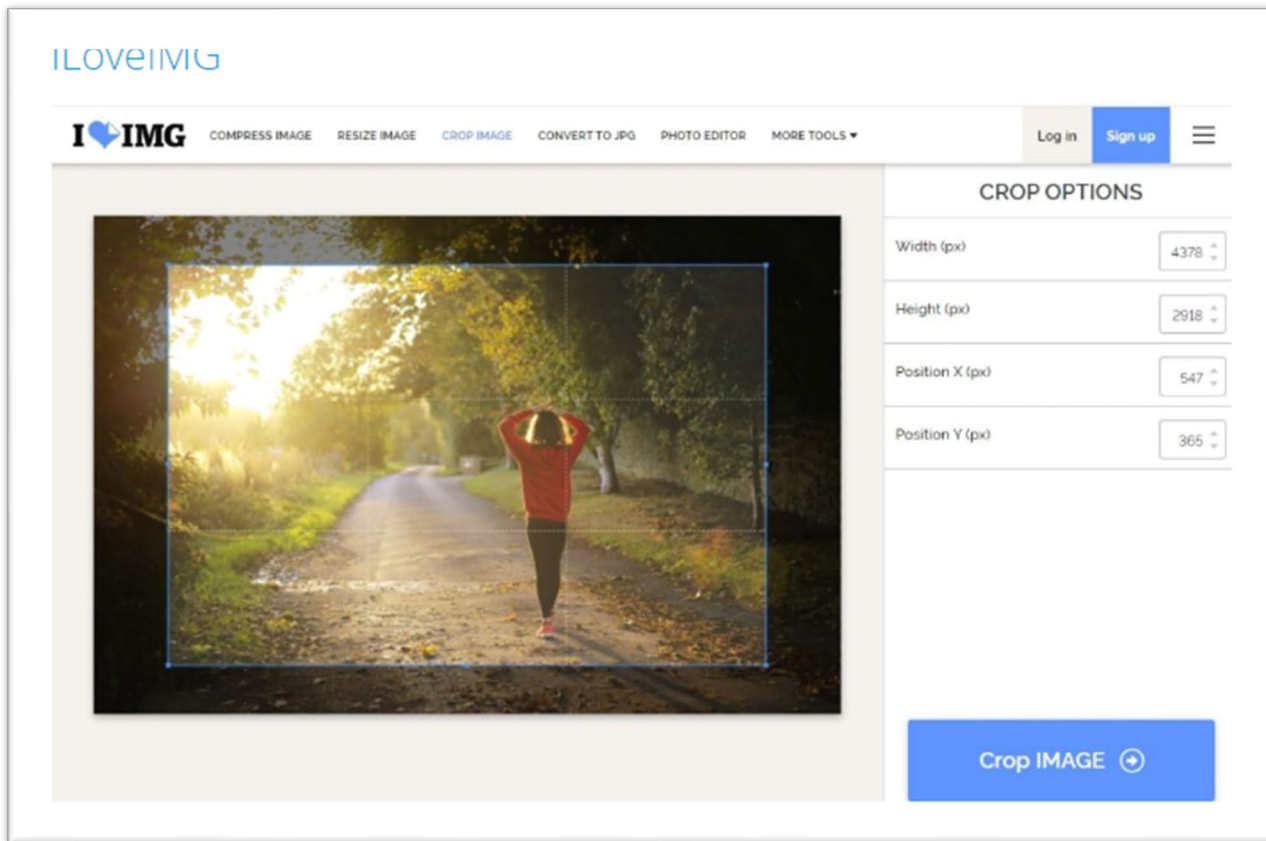 ILoveIMG
I IMG COMPRESS IMAGE RESIZE IMAGE CROP IMAGE CONVERT TO JPG PHOTO EDITOR MORE TOOLS Log in Sign up
CROP OPTIONS
Width (px) 4378
Height (px) 2918
Position X (px) 547
Position Y (px) 365
Crop IMAGE